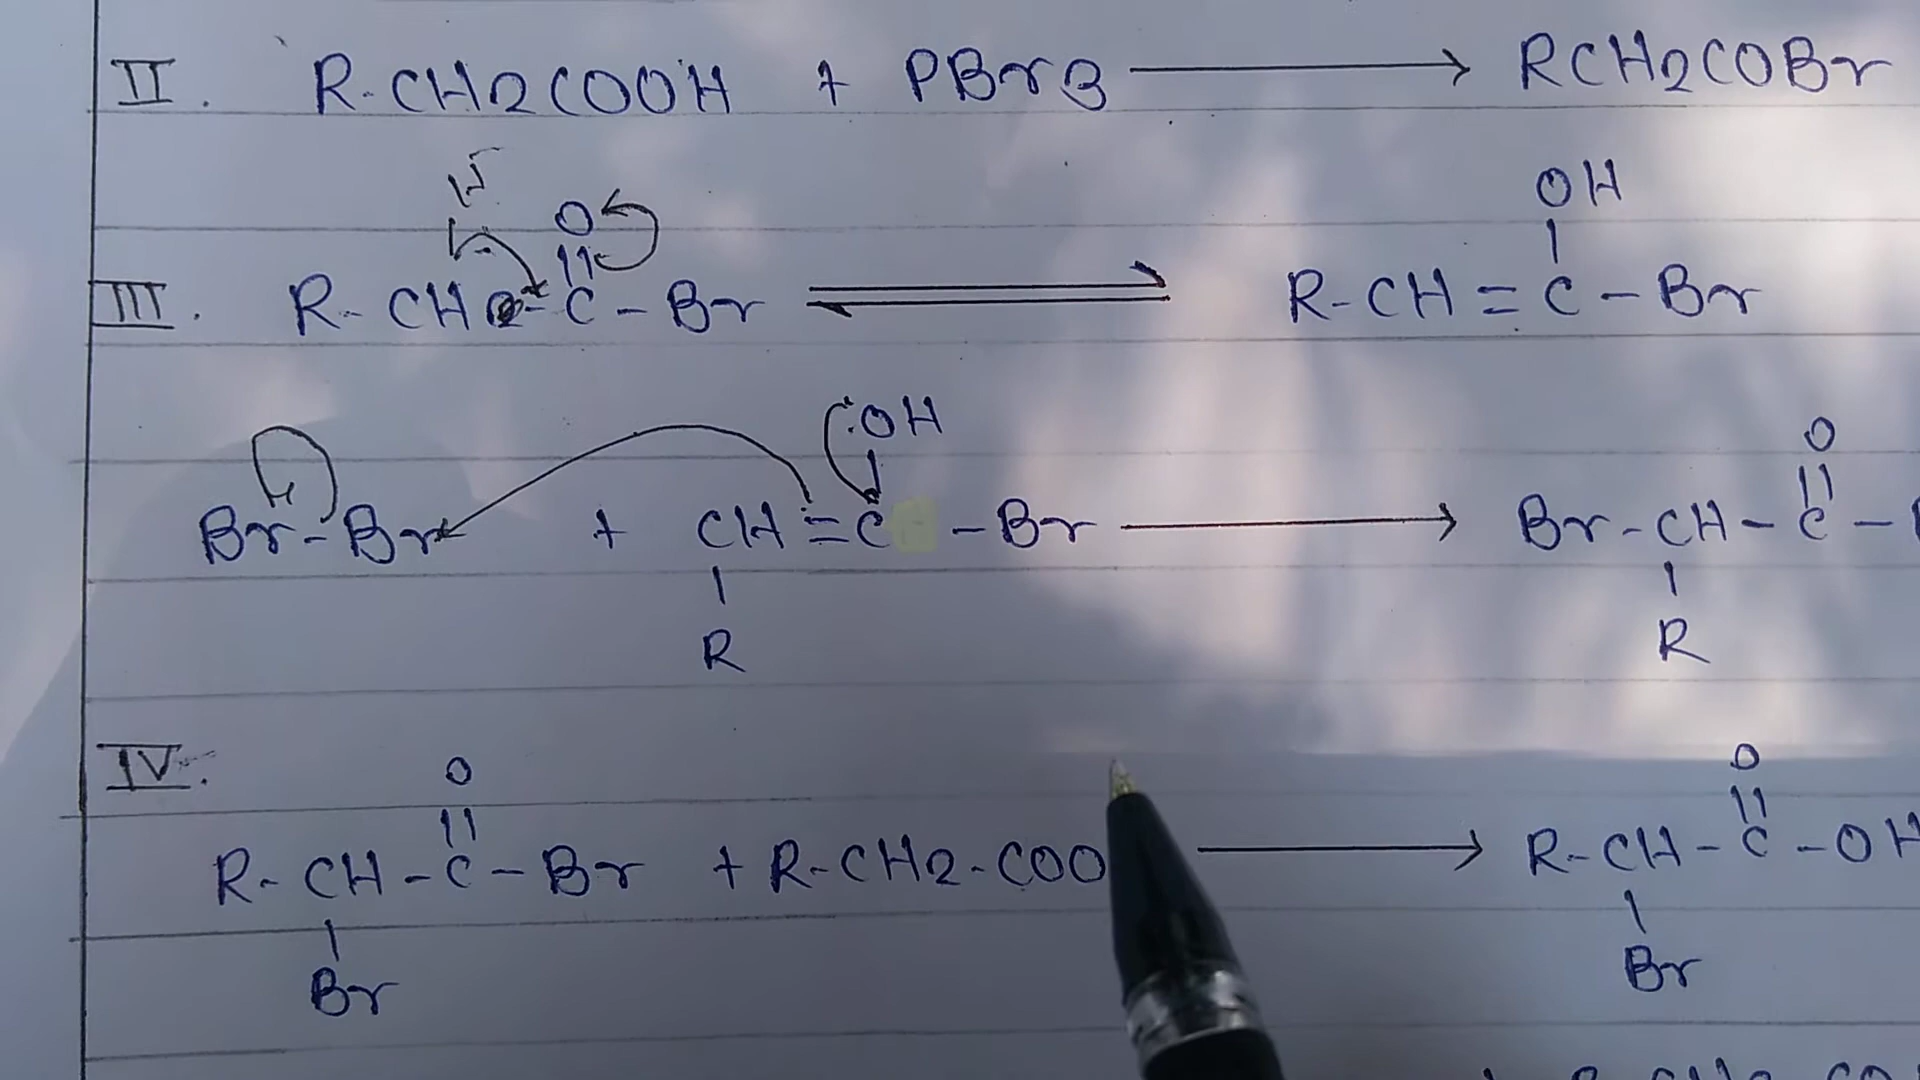 II. R-CH2COOH + PBr3 ⟶ RCH2COBr
H
OH
O
|
||
III. R-CH2-C-Br ⇌ R-CH=C-Br
:OH
O
|
||
Br-Br + CH=C-Br ⟶ Br-CH-C-
|
|
R
R
IV.
O
O
||
||
R-CH-C-Br + R-CH2-COO ⟶ R-CH-C-OH
|
|
Br
Br